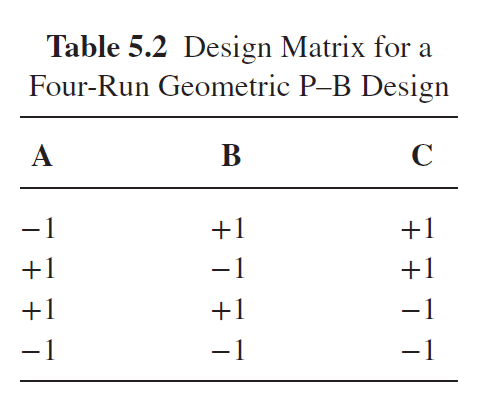 Table 5.2 Design Matrix for a
Four-Run Geometric P–B Design
A B C
−1 +1 +1
+1 −1 +1
+1 +1 −1
−1 −1 −1